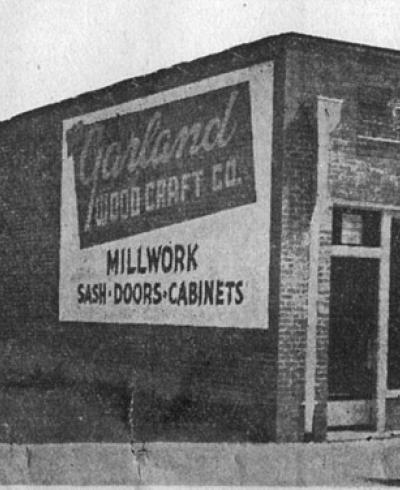 Garland
WOOD CRAFT CO.
MILLWORK
SASH·DOORS·CABINETS